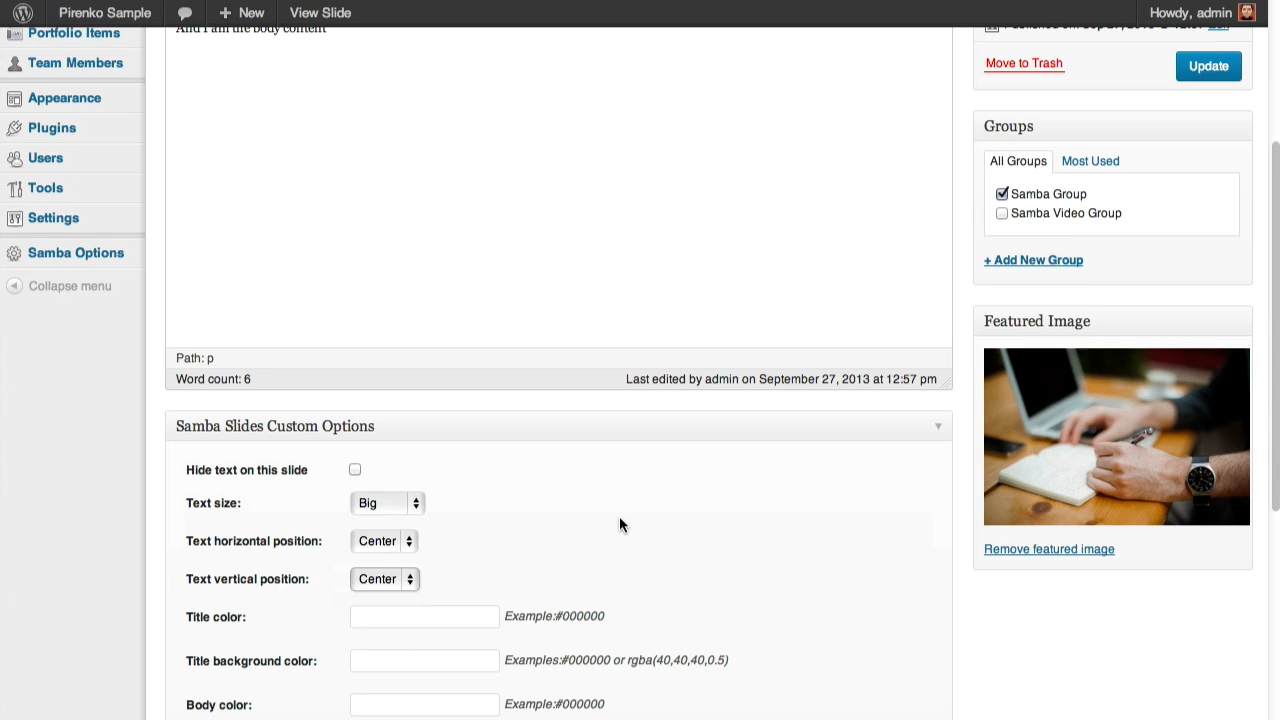 Pirenko Sample
New
View Slide
Howdy, admin
Portfolio Items
Team Members
Appearance
Plugins
Users
Tools
Settings
Samba Options
Collapse menu
And I am the body content
Path: p
Word count: 6
Last edited by admin on September 27, 2013 at 12:57 pm
Samba Slides Custom Options
Hide text on this slide
Text size:
Big
Text horizontal position:
Center
Text vertical position:
Center
Title color:
Example:#000000
Title background color:
Examples:#000000 or rgba(40,40,40,0.5)
Body color:
Example:#000000
Move to Trash
Update
Groups
All Groups
Most Used
Samba Group
Samba Video Group
+ Add New Group
Featured Image
Remove featured image